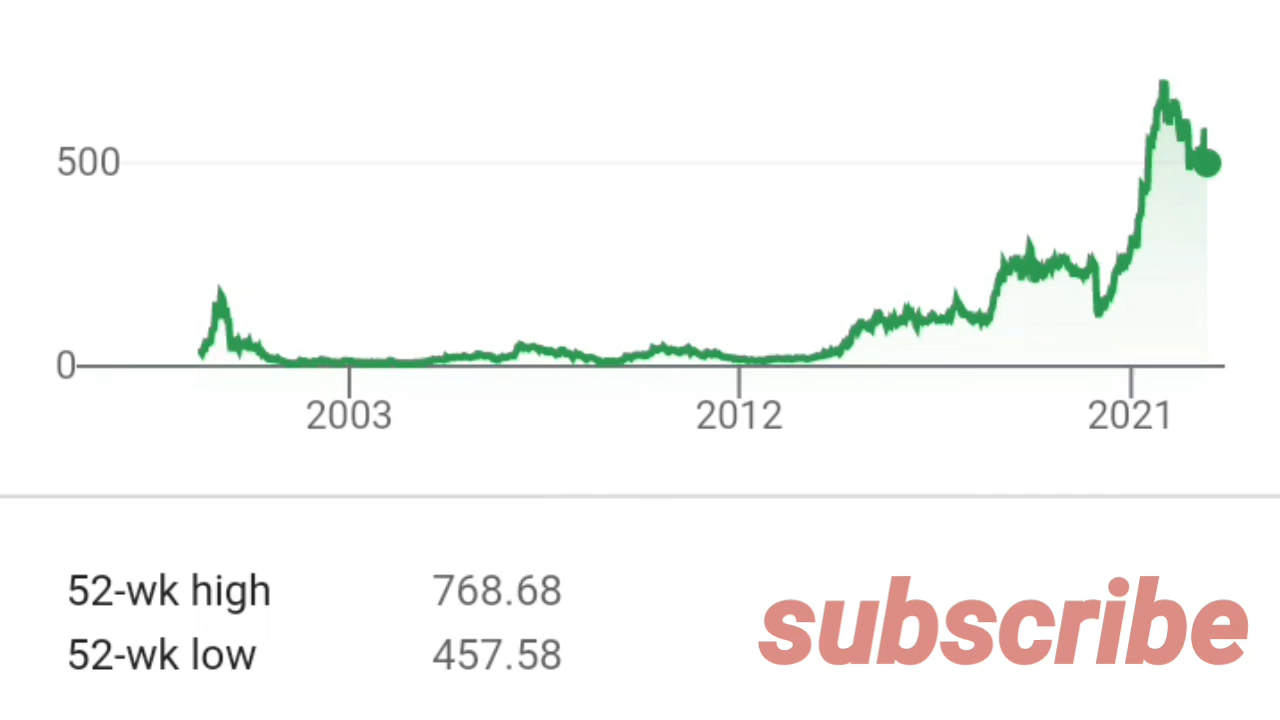 500
0
2003 2012 2021
52-wk high 768.68
52-wk low 457.58
subscribe